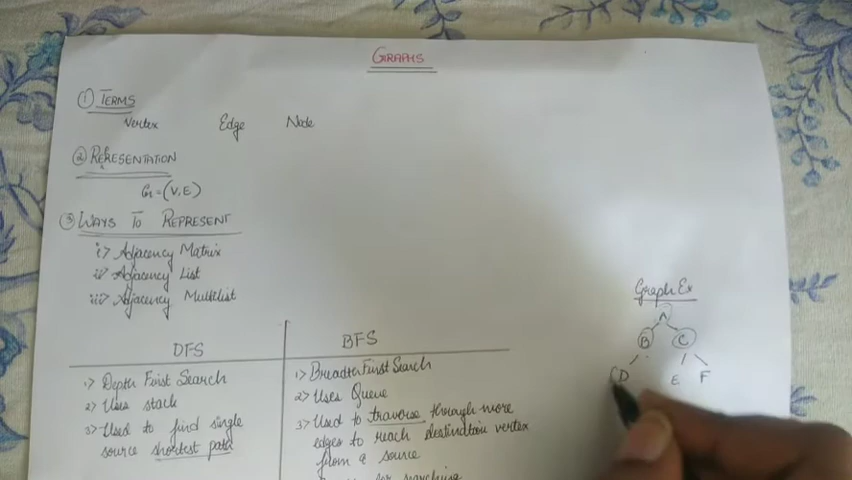 GRAPHS
① TERMS
Vertex Edge Node
② REPRESENTATION
G = (V, E)
③ WAYS TO REPRESENT
i> Adjacency Matrix
ii> Adjacency List
iii> Adjacency Multilist
Graph Ex
A
B C
D E F
DFS BFS
1> Depth First Search
2> Uses stack
3> Used to find single
source shortest path
1> Breadth First Search
2> Uses Queue
3> Used to traverse through more
edges to reach destination vertex
from a source
for searching